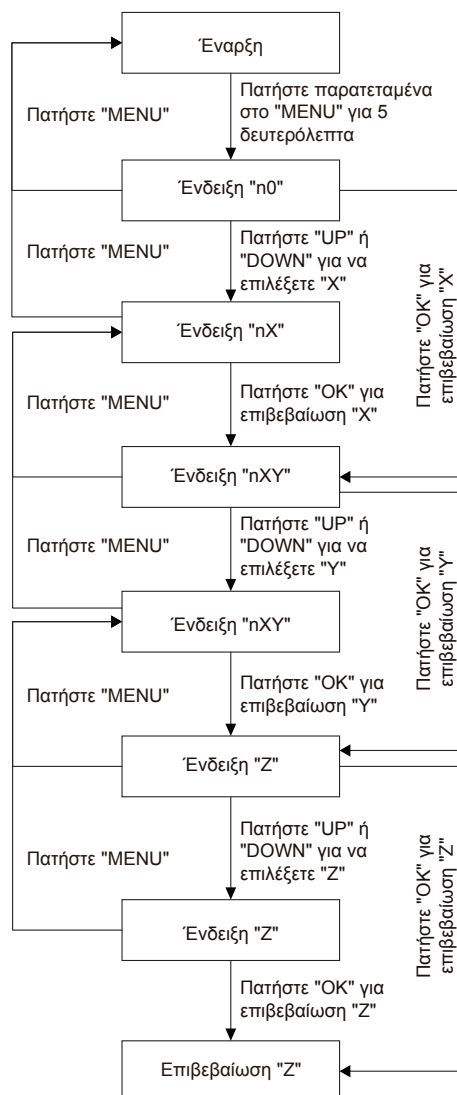 Έναρξη
Πατήστε "MENU"
Πατήστε παρατεταμένα
στο "MENU" για 5
δευτερόλεπτα
Ένδειξη "n0"
Πατήστε "MENU"
Πατήστε "UP" ή
"DOWN" για να
επιλέξετε "X"
Πατήστε "OK" για
επιβεβαίωση "X"
Ένδειξη "nX"
Πατήστε "MENU"
Πατήστε "OK" για
επιβεβαίωση "X"
Ένδειξη "nXY"
Πατήστε "MENU"
Πατήστε "UP" ή
"DOWN" για να
επιλέξετε "Y"
Πατήστε "OK" για
επιβεβαίωση "Y"
Ένδειξη "nXY"
Πατήστε "MENU"
Πατήστε "OK" για
επιβεβαίωση "Y"
Ένδειξη "Z"
Πατήστε "MENU"
Πατήστε "UP" ή
"DOWN" για να
επιλέξετε "Z"
Πατήστε "OK" για
επιβεβαίωση "Z"
Ένδειξη "Z"
Πατήστε "OK" για
επιβεβαίωση "Z"
Επιβεβαίωση "Z"